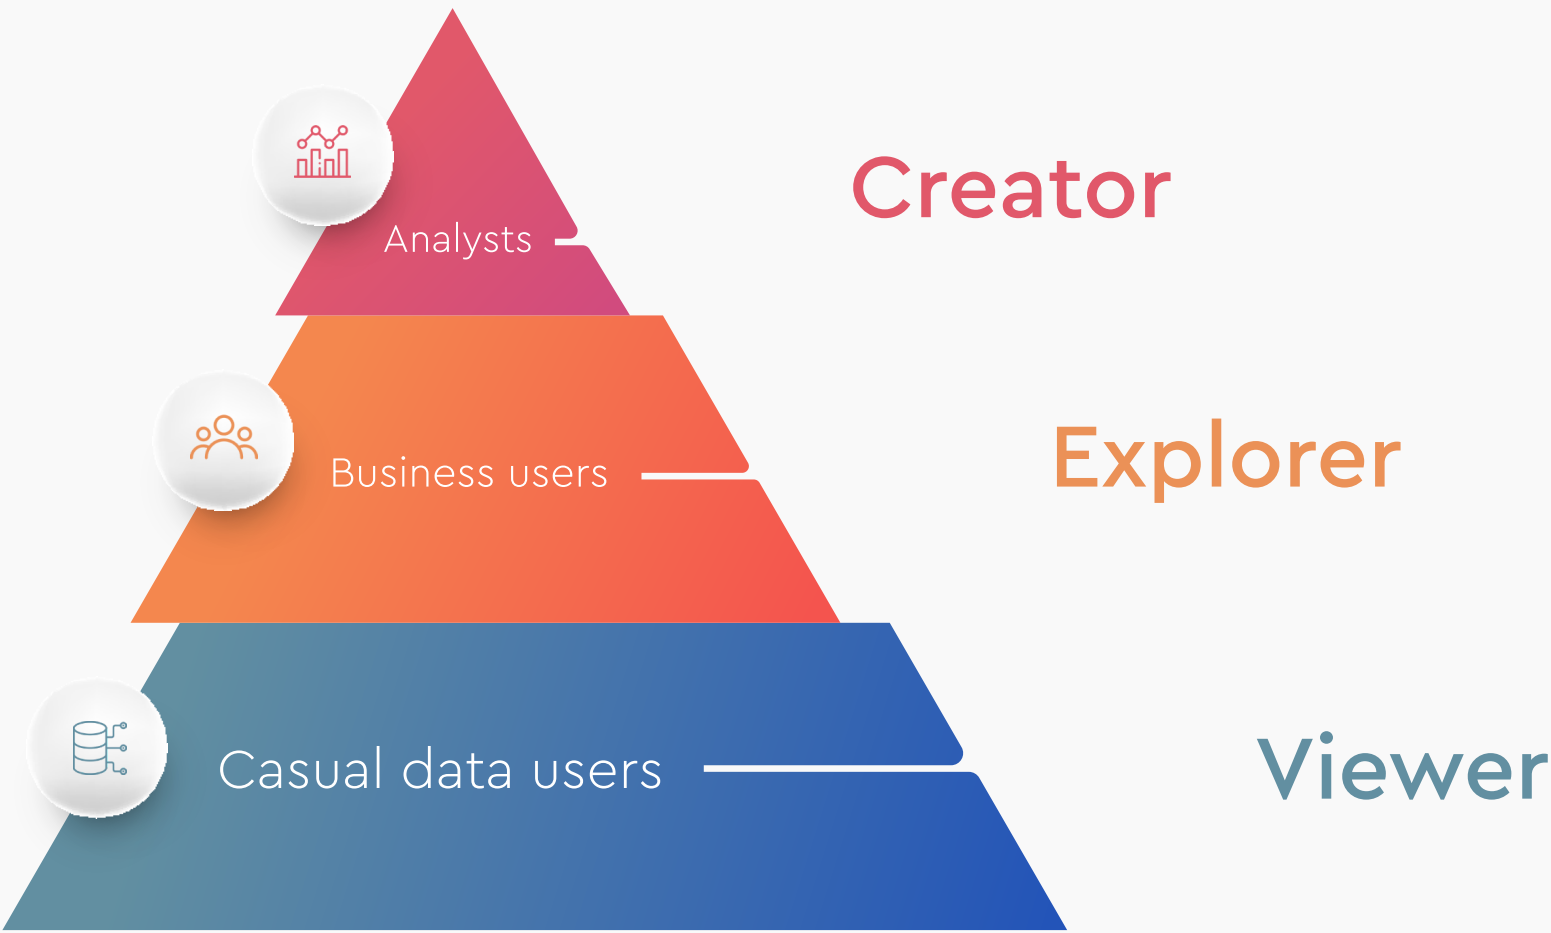 Creator
Analysts
Explorer
Business users
Viewer
Casual data users